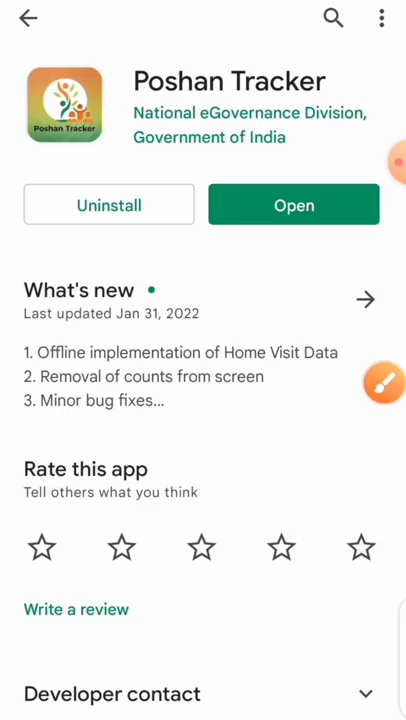 Poshan Tracker
National eGovernance Division,
Government of India
Poshan Tracker
Uninstall
Open
What's new
Last updated Jan 31, 2022
1. Offline implementation of Home Visit Data
2. Removal of counts from screen
3. Minor bug fixes...
Rate this app
Tell others what you think
Write a review
Developer contact